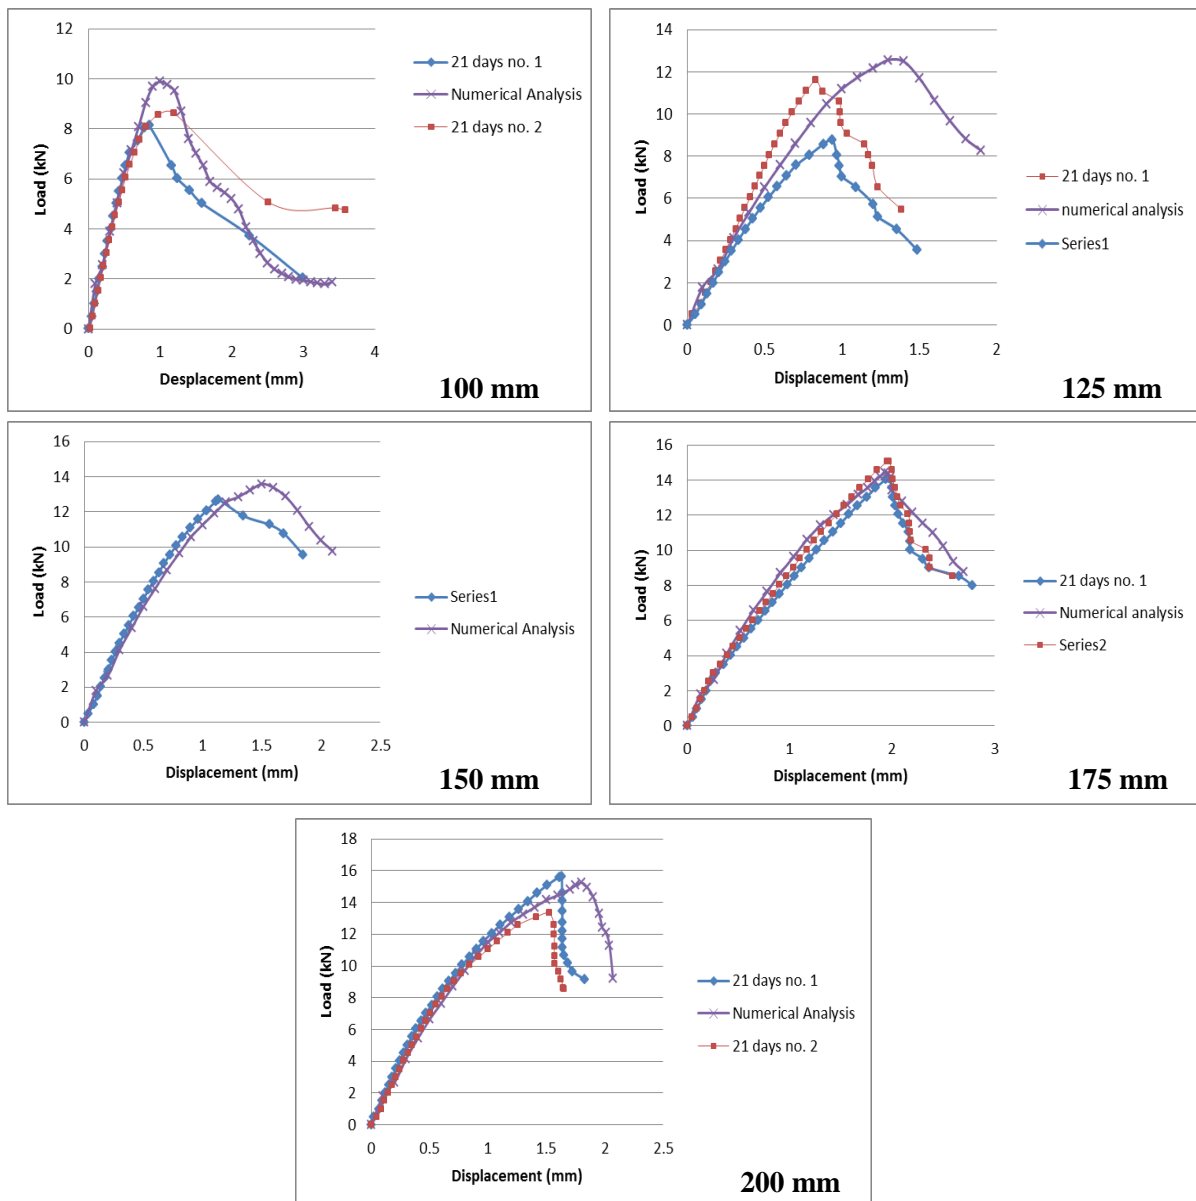 12
10
8
6
4
2
0
Load (kN)
0 1 2 3 4
Desplacement (mm)
21 days no. 1
Numerical Analysis
21 days no. 2
100 mm
14
12
10
8
6
4
2
0
Load (kN)
0 0.5 1 1.5 2
Displacement (mm)
21 days no. 1
numerical analysis
Series1
125 mm
16
14
12
10
8
6
4
2
0
Load (kN)
0 0.5 1 1.5 2 2.5
Displacement (mm)
Series1
Numerical Analysis
150 mm
16
14
12
10
8
6
4
2
0
Load (kN)
0 1 2 3
Displacement (mm)
21 days no. 1
Numerical analysis
Series2
175 mm
18
16
14
12
10
8
6
4
2
0
Load (kN)
0 0.5 1 1.5 2 2.5
Displacement (mm)
21 days no. 1
Numerical Analysis
21 days no. 2
200 mm